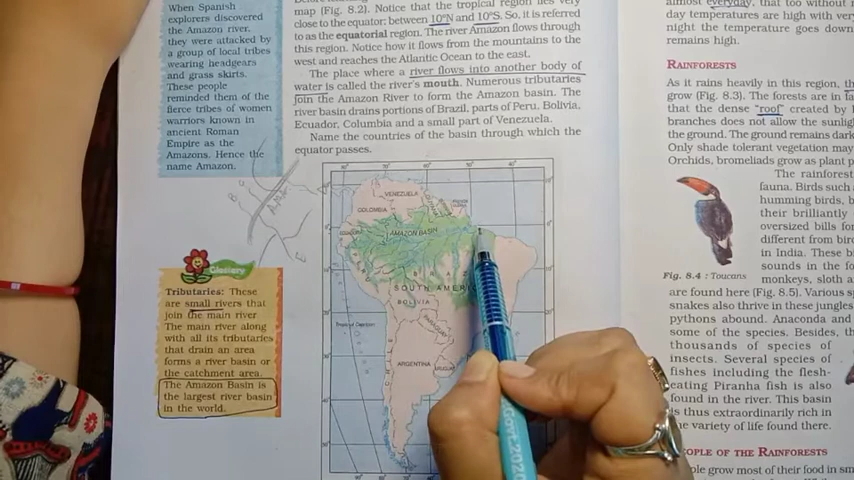 When Spanish
explorers discovered
the Amazon river,
they were attacked by
a group of local tribes
wearing headgears
and grass skirts.
These people
reminded them of the
fierce tribes of women
warriors known in
ancient Roman
Empire as the
Amazons. Hence the
name Amazon.
map (Fig. 8.2). Notice that the tropical region lies very
close to the equator; between 10°N and 10°S. So, it is referred
to as the equatorial region. The river Amazon flows through
this region. Notice how it flows from the mountains to the
west and reaches the Atlantic Ocean to the east.
The place where a river flows into another body of
water is called the river's mouth. Numerous tributaries
join the Amazon River to form the Amazon basin. The
river basin drains portions of Brazil, parts of Peru, Bolivia,
Ecuador, Columbia and a small part of Venezuela.
Name the countries of the basin through which the
equator passes.
VENEZUELA
COLOMBIA
AMAZON BASIN
B R A Z
SOUTH AMERIC
BOLIVIA
PARAGUAY
CHILE
ARGENTINA
Tropic of Capricorn
Glossary
Tributaries: These
are small rivers that
join the main river.
The main river along
with all its tributaries
that drain an area
forms a river basin or
the catchment area.
The Amazon Basin is
the largest river basin
in the world.
almost everyday, that too without
day temperatures are high with very
night the temperature goes down
remains high.
RAINFORESTS
As it rains heavily in this region,
grow (Fig. 8.3). The forests are in
that the dense "roof" created by
branches does not allow the sunlig
the ground. The ground remains dark
Only shade tolerant vegetation may
Orchids, bromeliads grow as plant
The rainfores
fauna. Birds such
humming birds,
their brilliantly
oversized bills fo
different from bir
in India. These bi
sounds in the fo
monkeys, sloth a
Fig. 8.4 : Toucans
are found here (Fig. 8.5). Various s
snakes also thrive in these jungles
pythons abound. Anaconda and
some of the species. Besides, th
thousands of species of
insects. Several species of
fishes including the flesh-
eating Piranha fish is also
found in the river. This basin
is thus extraordinarily rich in
the variety of life found there.
EOPLE OF THE RAINFORESTS
ple grow most of their food in sm
Govt. 2020